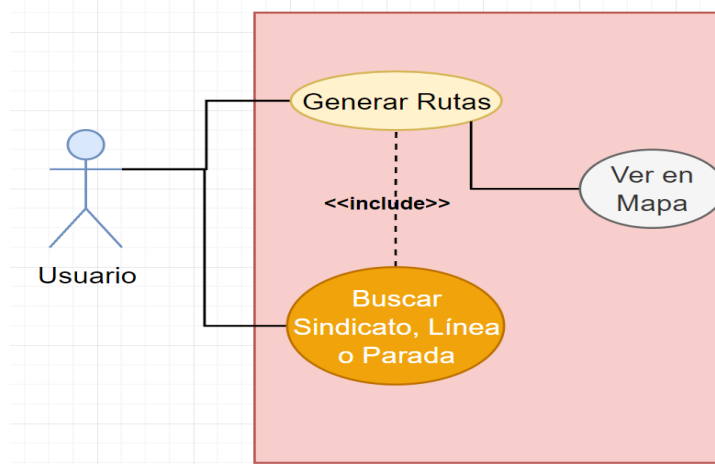 Generar Rutas
Ver en
Mapa
<<include>>
Usuario
Buscar
Sindicato, Línea
o Parada